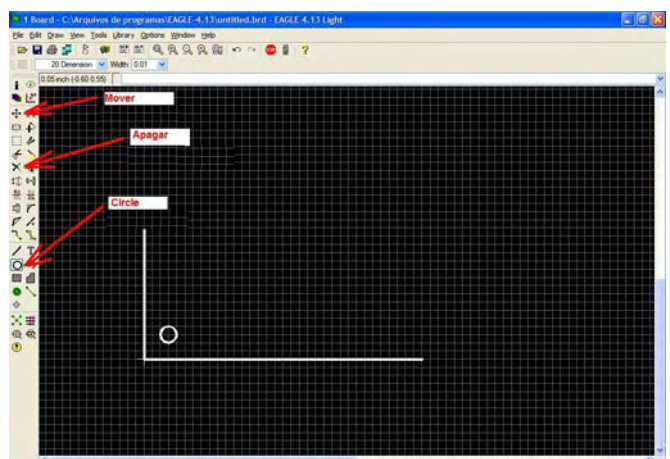 1 Board - C:\Arquivos de programas\EAGLE-4.13\untitled.brd - EAGLE 4.13 Light
File Edit Draw View Tools Library Options Window Help
20 Dimension Width: 0.01
0.05 inch (-0.60 0.55)
Mover
Apagar
Circle